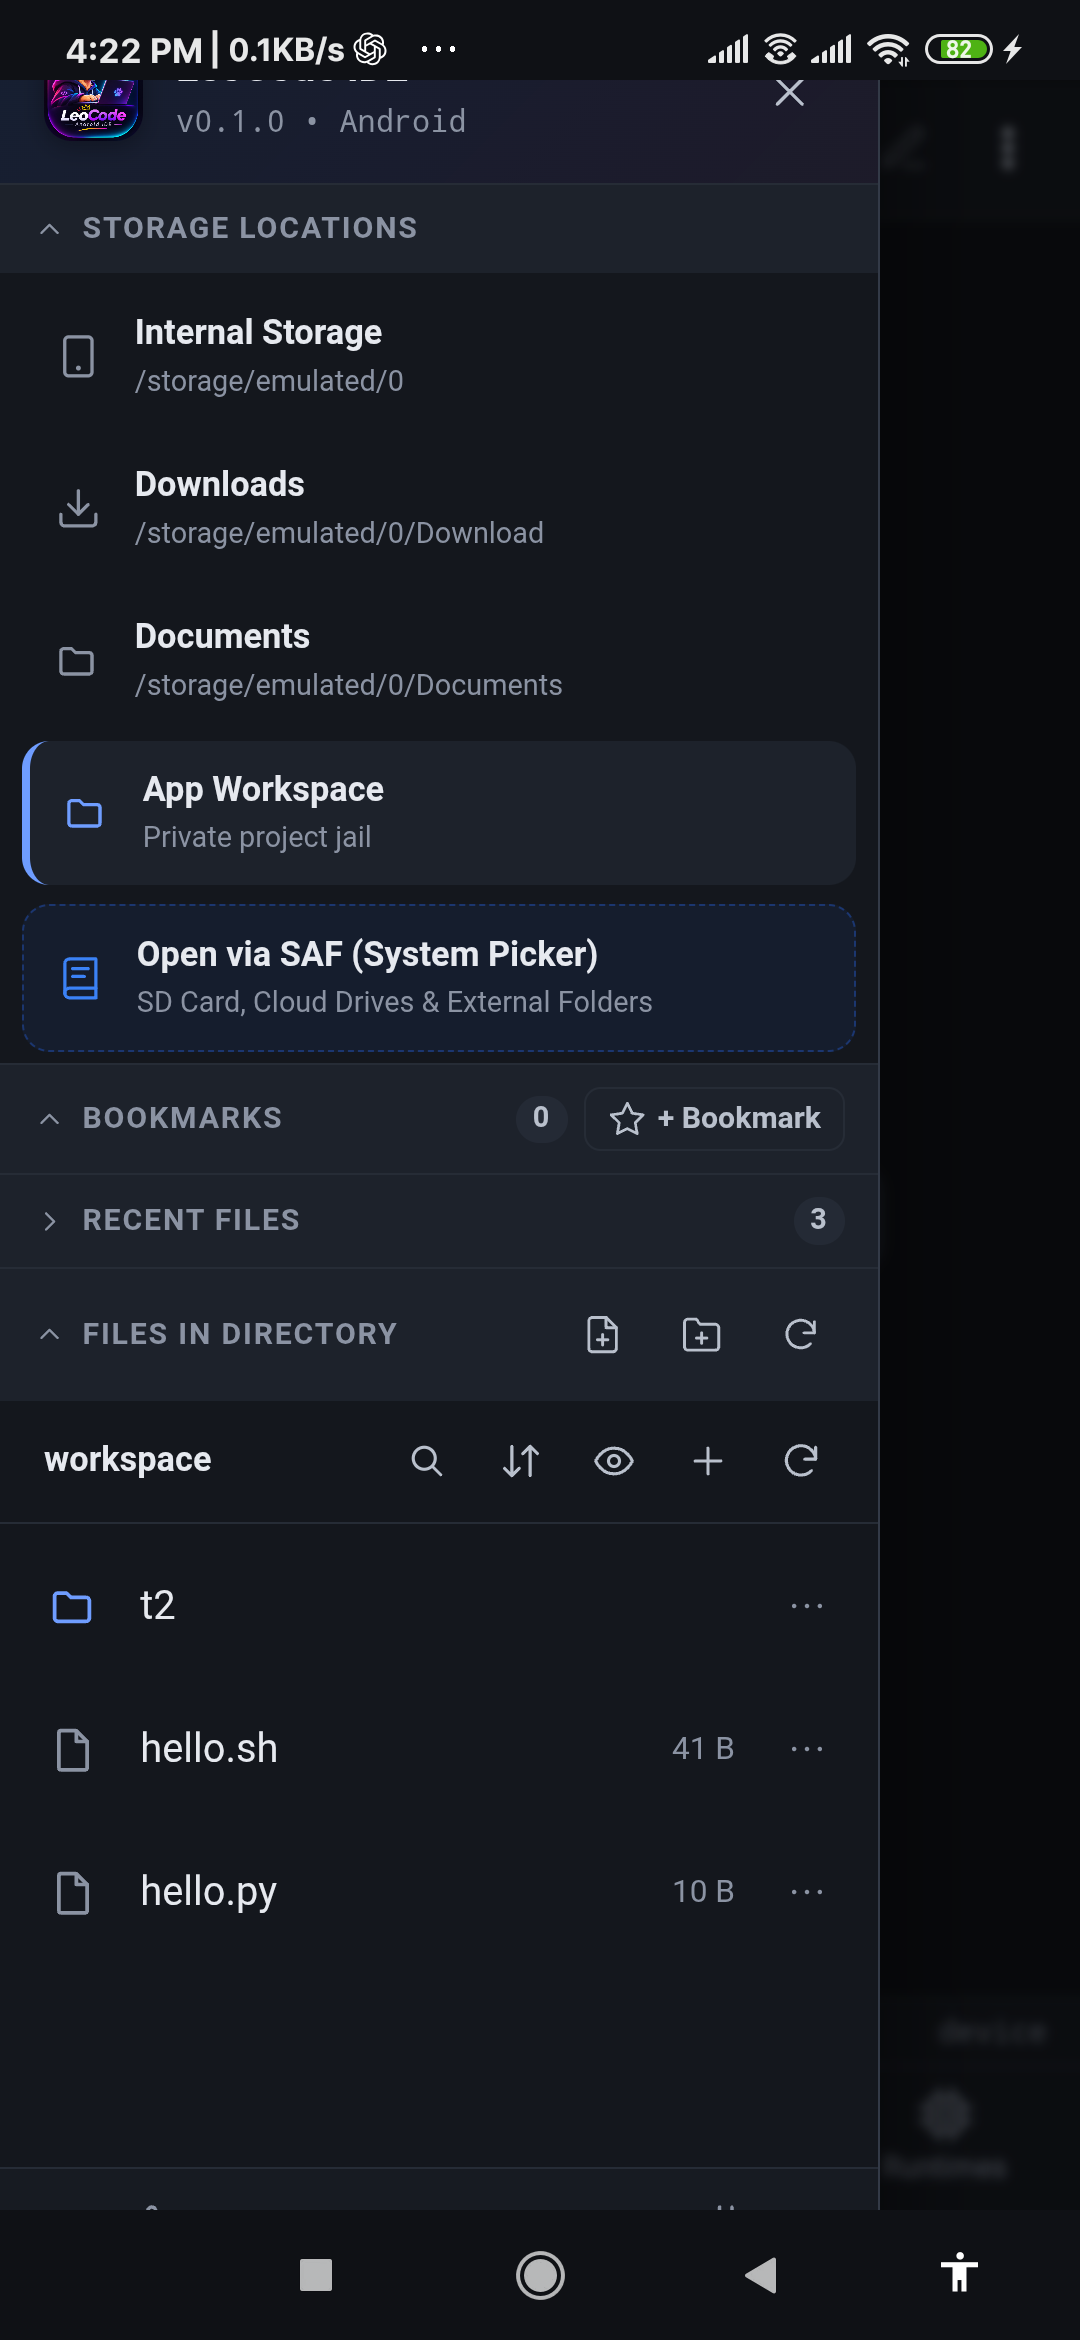 4:22 PM | 0.1KB/s
82
LeoCode
v0.1.0 • Android
STORAGE LOCATIONS
Internal Storage
/storage/emulated/0
Downloads
/storage/emulated/0/Download
Documents
/storage/emulated/0/Documents
App Workspace
Private project jail
Open via SAF (System Picker)
SD Card, Cloud Drives & External Folders
BOOKMARKS
0
+ Bookmark
RECENT FILES
3
FILES IN DIRECTORY
workspace
t2
hello.sh
41 B
hello.py
10 B
device
Runtimes